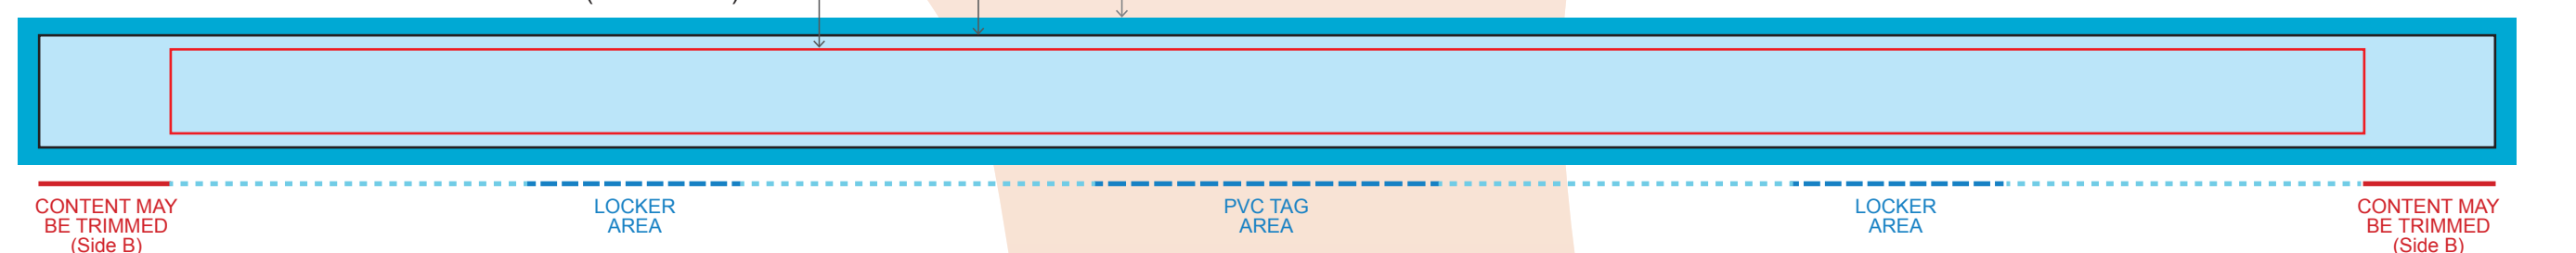 CONTENT MAY
BE TRIMMED
(Side B)
LOCKER
AREA
PVC TAG
AREA
LOCKER
AREA
CONTENT MAY
BE TRIMMED
(Side B)